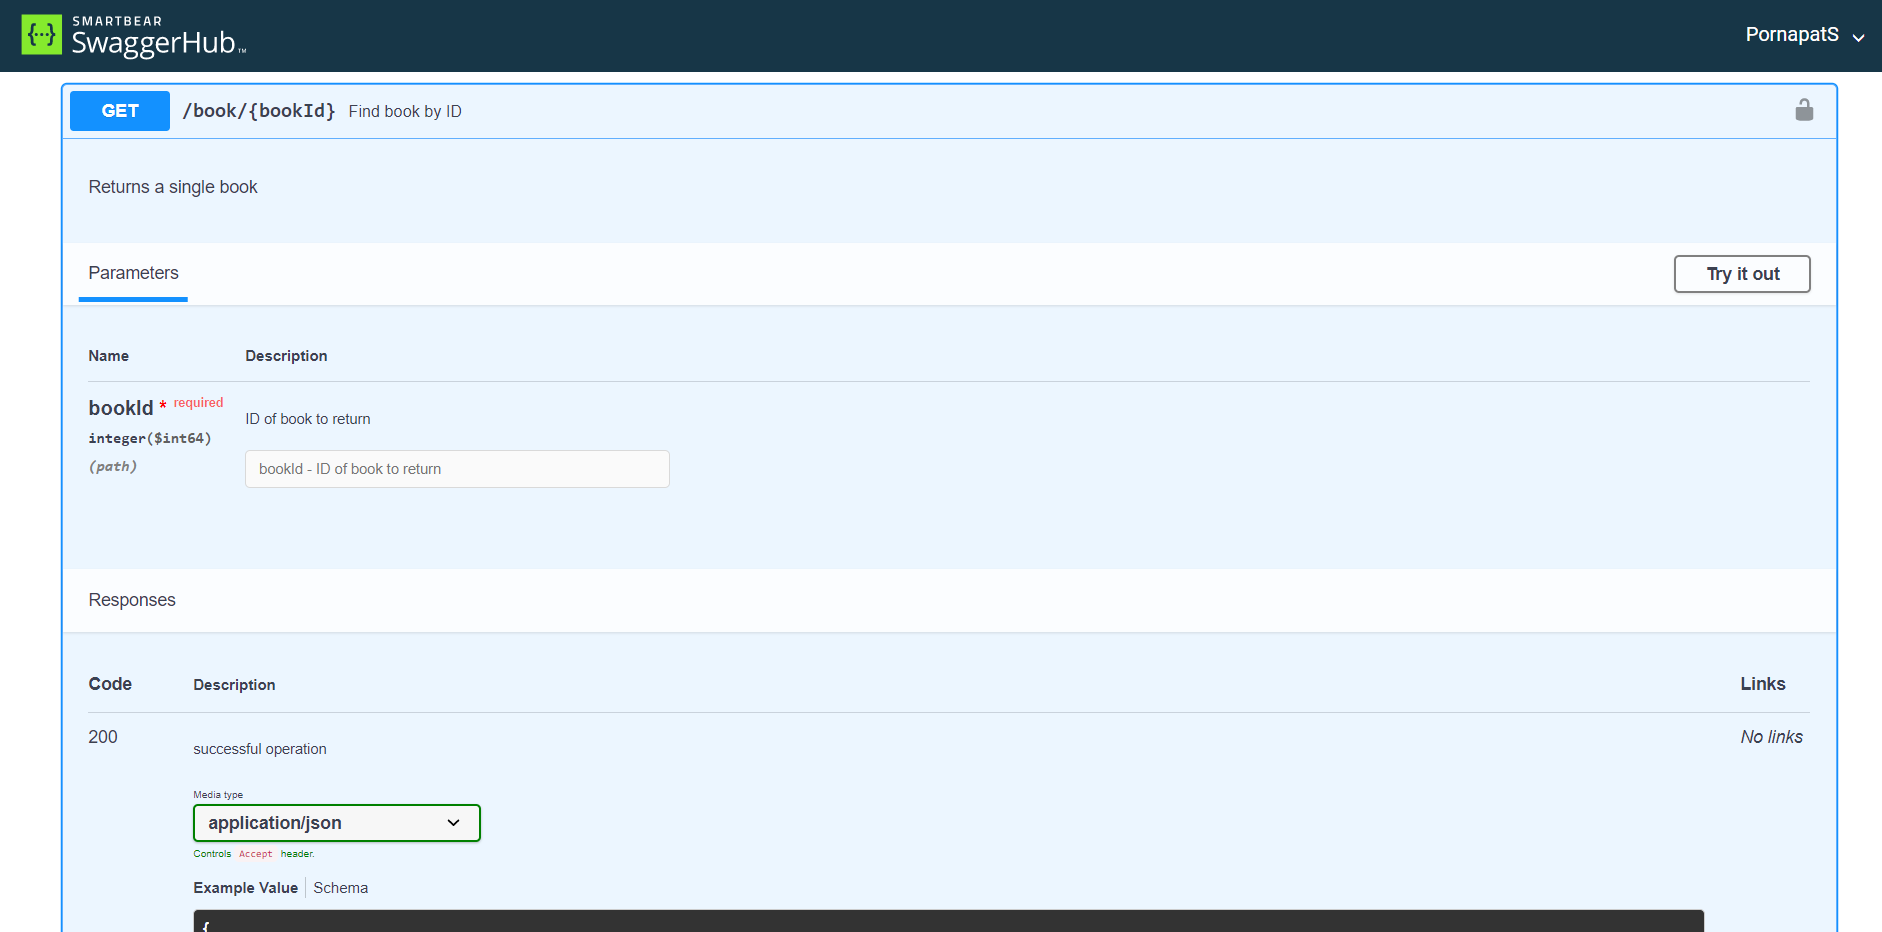 SMARTBEAR
SwaggerHub™
PornapatS
GET /book/{bookId} Find book by ID
Returns a single book
Parameters
Try it out
Name Description
bookId * required
integer($int64)
(path)
ID of book to return
bookId - ID of book to return
Responses
Code Description Links
200
successful operation
No links
Media type
application/json
Controls Accept header.
Example Value Schema
{